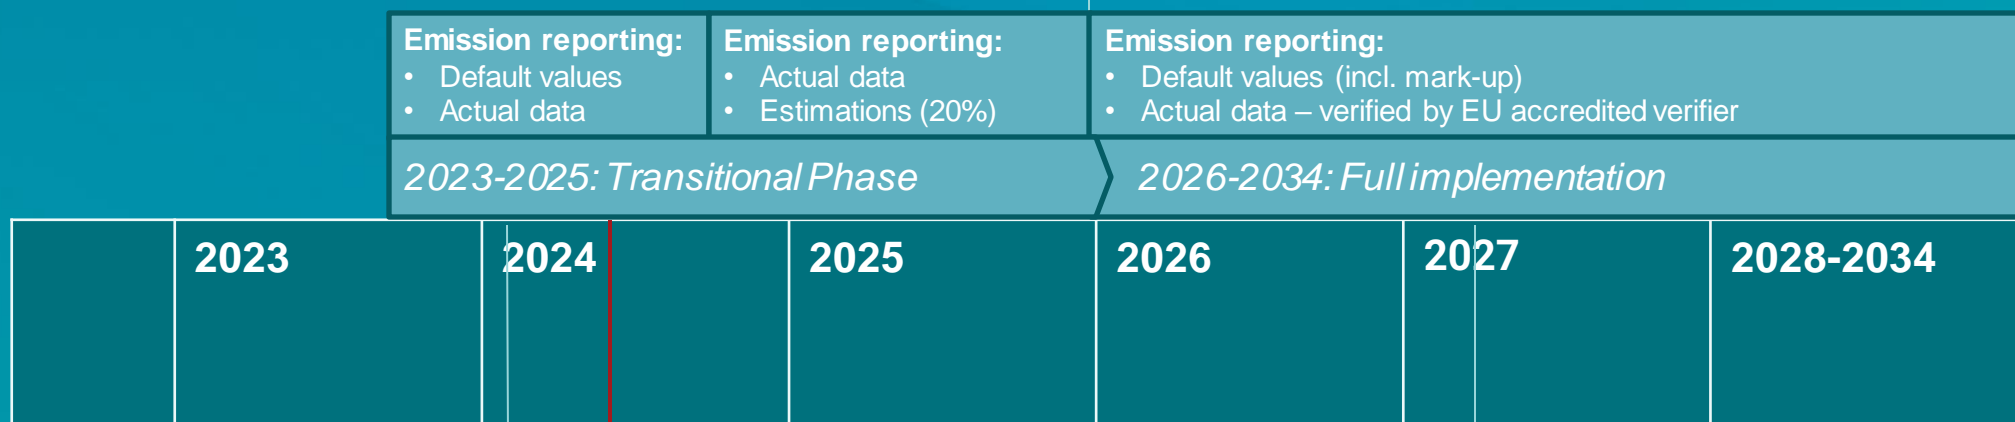 Emission reporting:
• Default values
• Actual data
Emission reporting:
• Actual data
• Estimations (20%)
Emission reporting:
• Default values (incl. mark-up)
• Actual data – verified by EU accredited verifier
2023-2025: Transitional Phase
2026-2034: Full implementation
2023
2024
2025
2026
2027
2028-2034